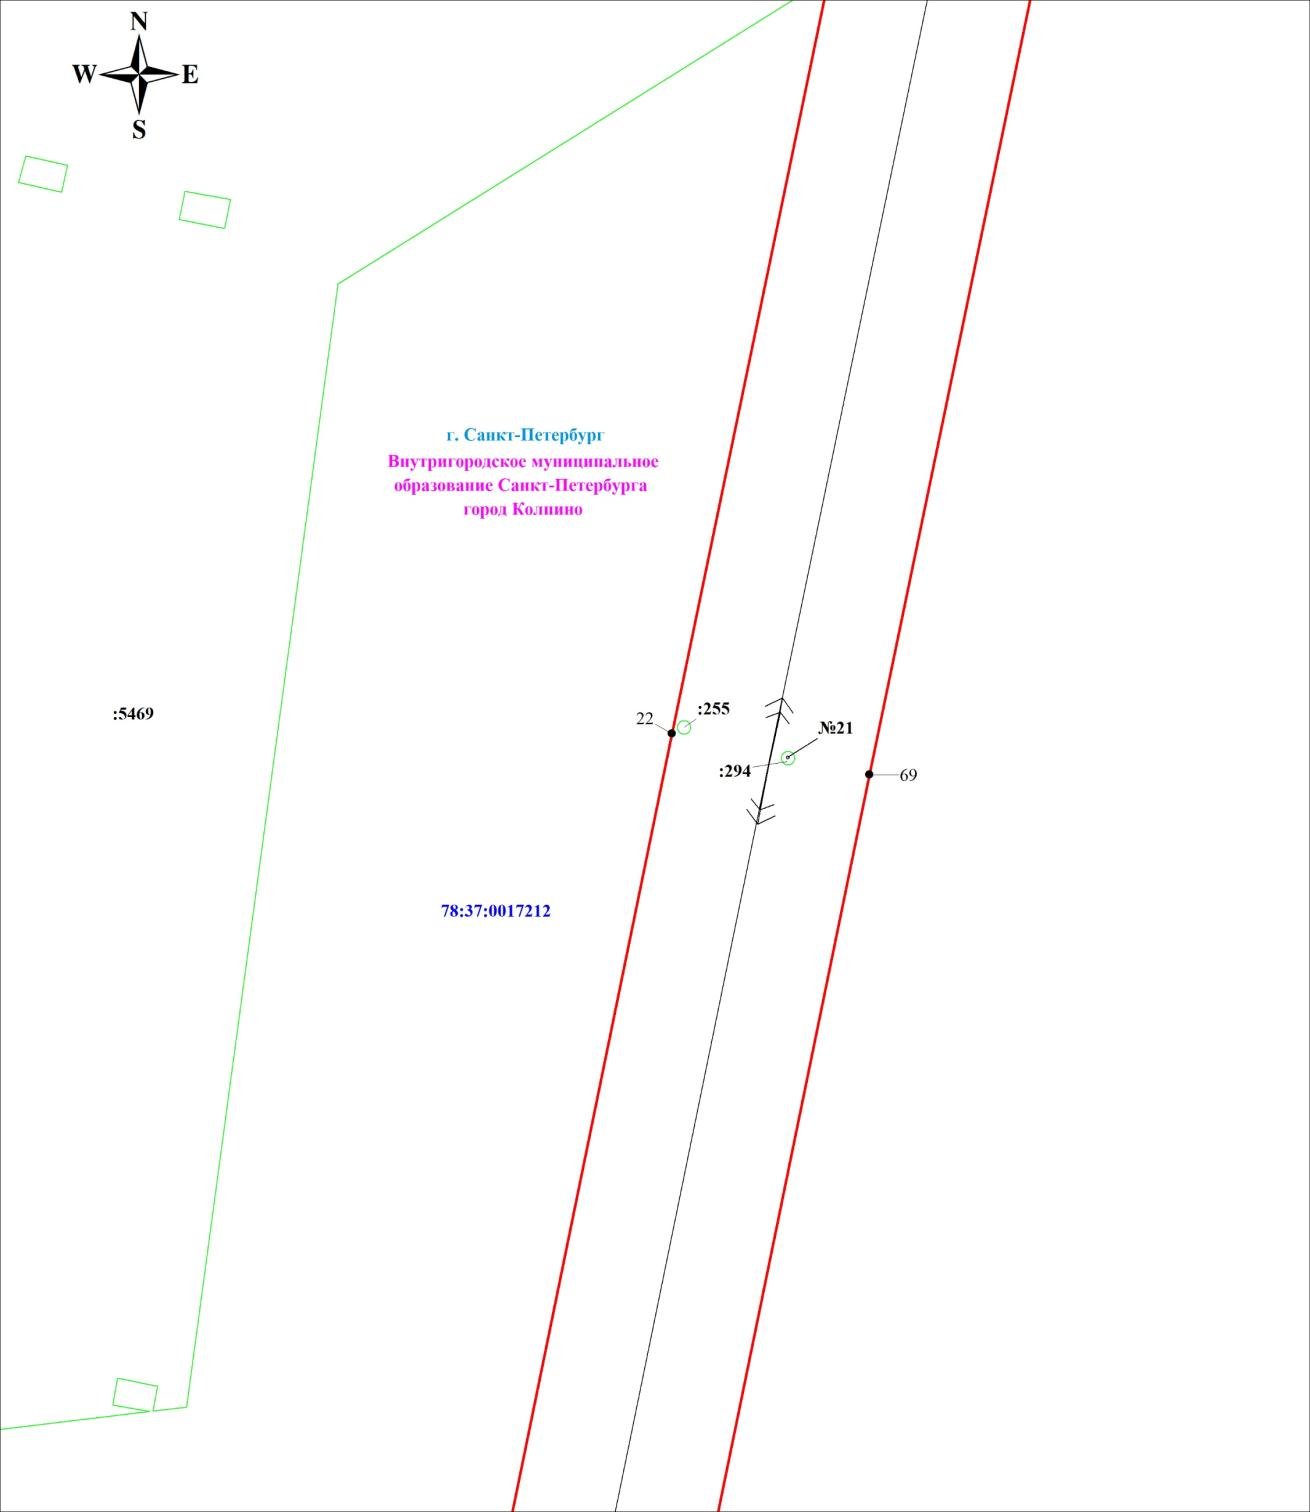 N
W E
S
г. Санкт-Петербург
Внутригородское муниципальное
образование Санкт-Петербурга
город Колпино
:5469
22
:255
№21
:294
69
78:37:0017212